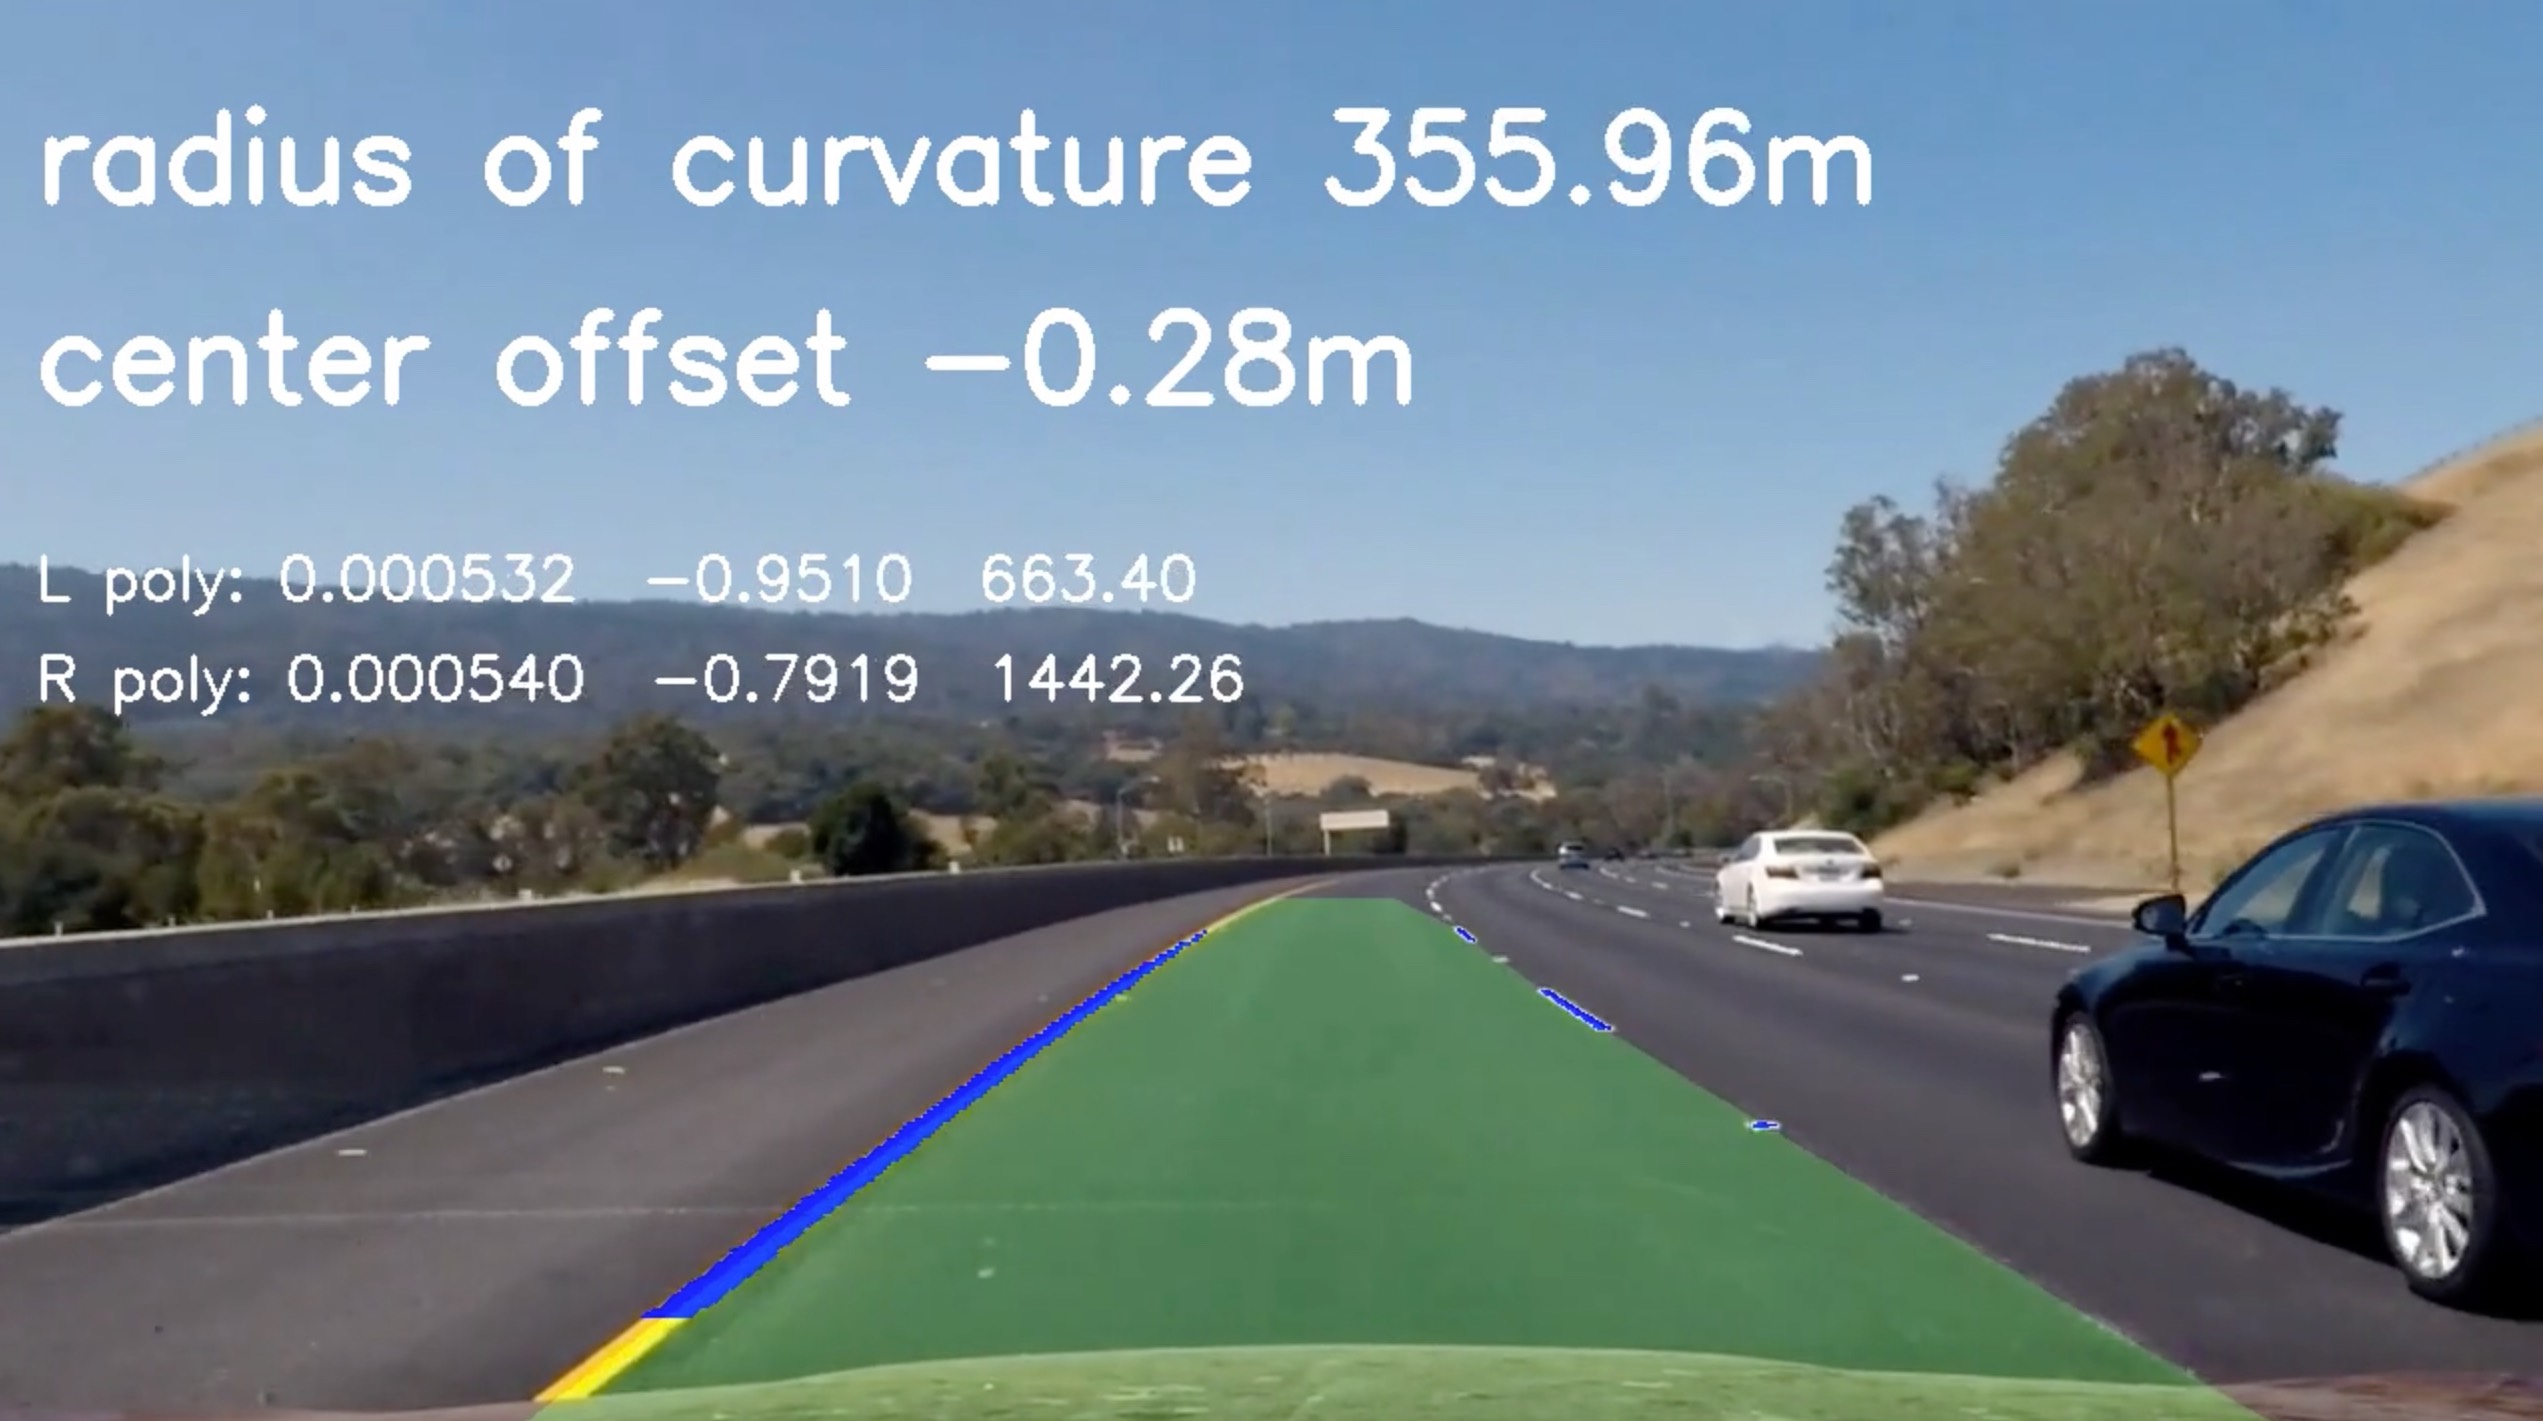 radius of curvature 355.96m
center offset -0.28m
L poly: 0.000532 -0.9510 663.40
R poly: 0.000540 -0.7919 1442.26